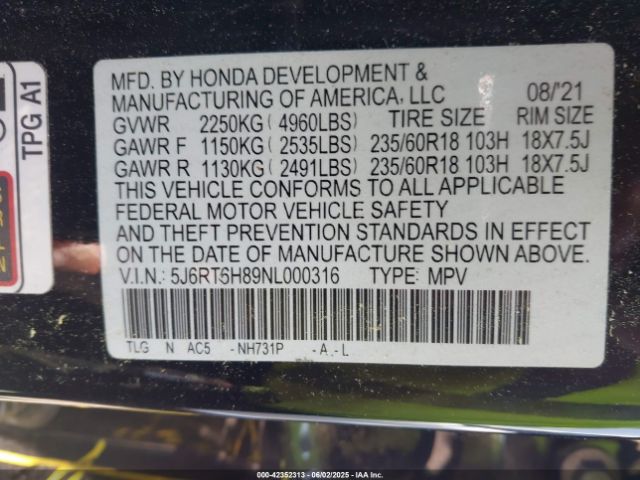 TPG A1
MFD. BY HONDA DEVELOPMENT &
MANUFACTURING OF AMERICA, LLC 08/'21
GVWR 2250KG ( 4960LBS) TIRE SIZE RIM SIZE
GAWR F 1150KG ( 2535LBS) 235/60R18 103H 18X7.5J
GAWR R 1130KG ( 2491LBS) 235/60R18 103H 18X7.5J
THIS VEHICLE CONFORMS TO ALL APPLICABLE
FEDERAL MOTOR VEHICLE SAFETY
AND THEFT PREVENTION STANDARDS IN EFFECT
ON THE DATE OF MANUFACTURE SHOWN ABOVE.
V.I.N.: 5J6RT5H89NL000316 TYPE: MPV
TLG N AC5 -NH731P -A.-L
000-42352313 - 06/02/2025 - IAA Inc.